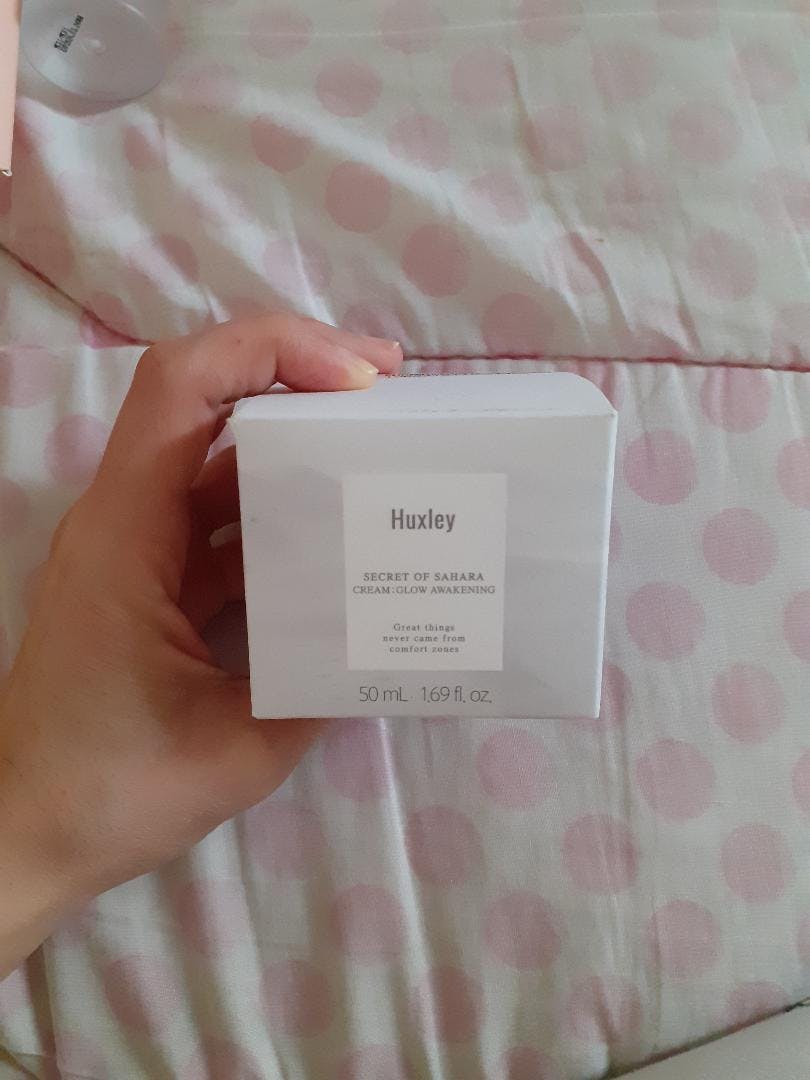 Huxley
SECRET OF SAHARA
CREAM : GLOW AWAKENING
Great things
never came from
comfort zones
50 mL 1.69 fl. oz.